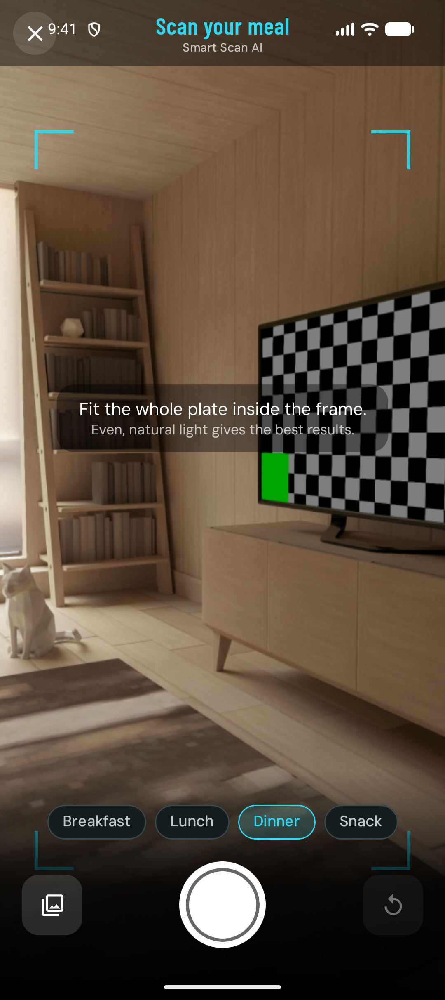 9:41
Scan your meal
Smart Scan AI
Fit the whole plate inside the frame.
Even, natural light gives the best results.
Breakfast
Lunch
Dinner
Snack